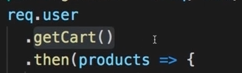 req.user
.getCart()
.then(products => {